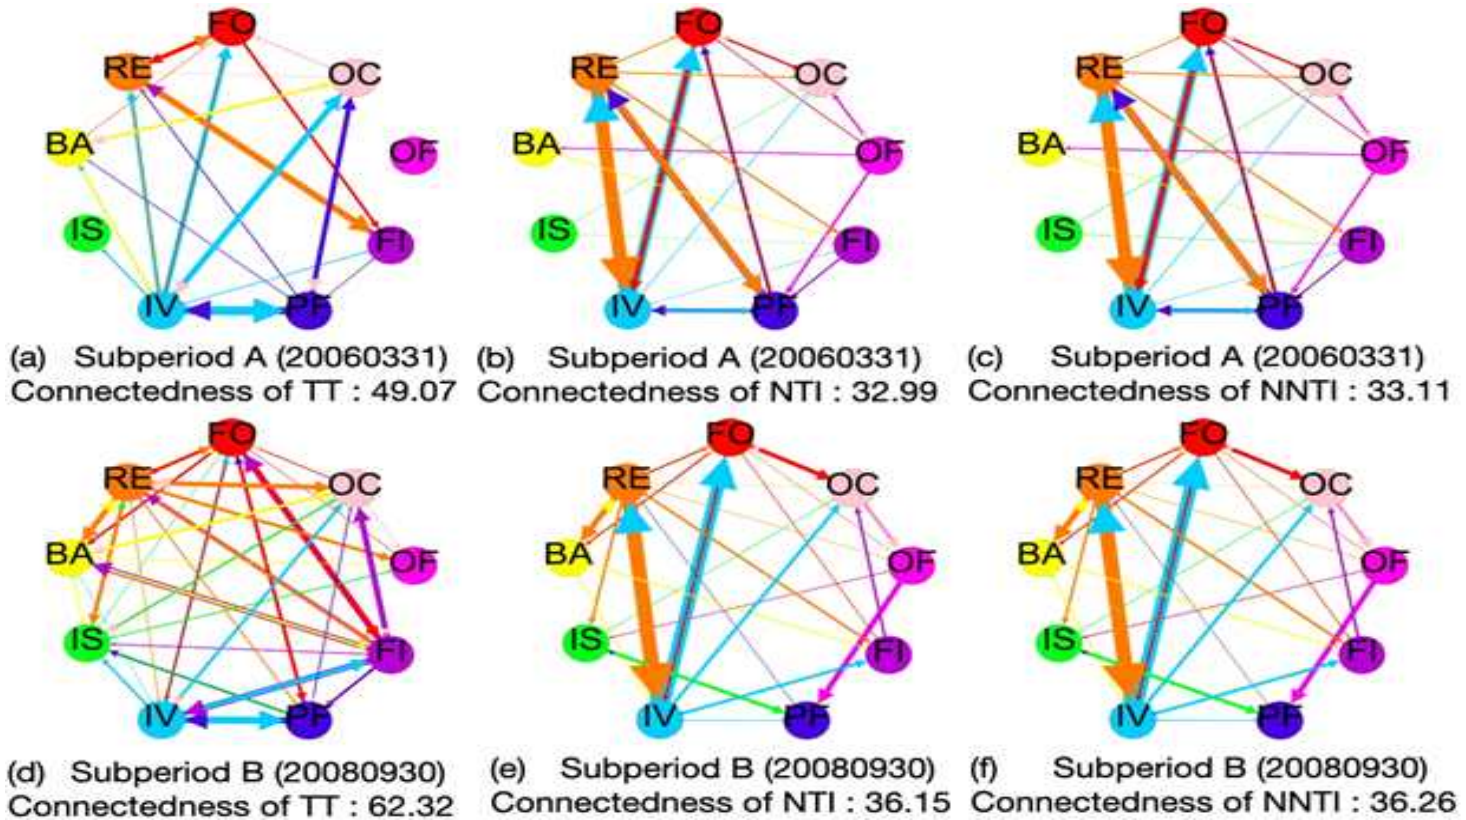 FO
RE
OC
BA
OF
IS
FI
IV
PF
(a) Subperiod A (20060331)
Connectedness of TT : 49.07
FO
RE
OC
BA
OF
IS
FI
IV
PF
(b) Subperiod A (20060331)
Connectedness of NTI : 32.99
FO
RE
OC
BA
OF
IS
FI
IV
PF
(c) Subperiod A (20060331)
Connectedness of NNTI : 33.11
FO
RE
OC
BA
OF
IS
FI
IV
PF
(d) Subperiod B (20080930)
Connectedness of TT : 62.32
FO
RE
OC
BA
OF
IS
FI
IV
PF
(e) Subperiod B (20080930)
Connectedness of NTI : 36.15
FO
RE
OC
BA
OF
IS
FI
IV
PF
(f) Subperiod B (20080930)
Connectedness of NNTI : 36.26